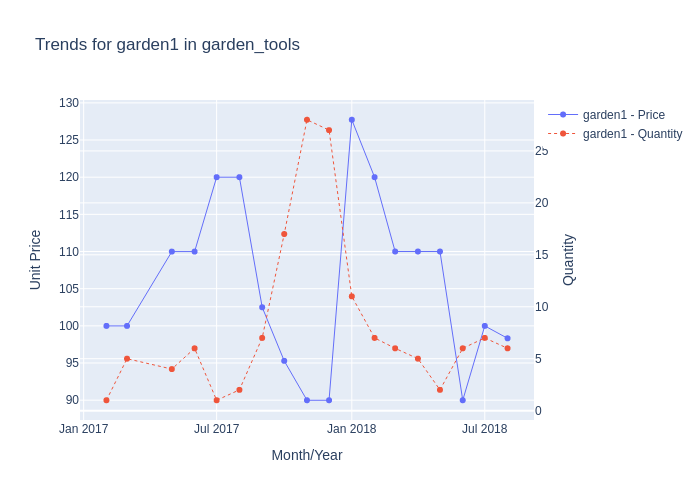 Trends for garden1 in garden_tools
130
125
120
115
110
105
100
95
90
Unit Price
25
20
15
10
5
0
Quantity
Jan 2017
Jul 2017
Jan 2018
Jul 2018
Month/Year
garden1 - Price
garden1 - Quantity